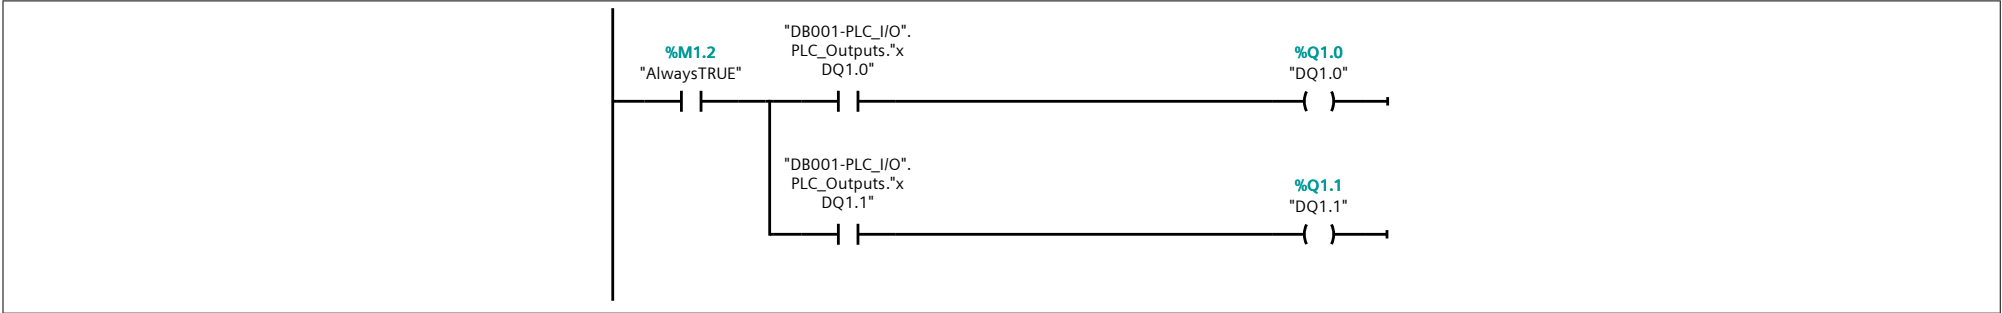 "DB001-PLC_I/O".
PLC_Outputs."x
DQ1.0"
%M1.2
"AlwaysTRUE"
%Q1.0
"DQ1.0"
"DB001-PLC_I/O".
PLC_Outputs."x
DQ1.1"
%Q1.1
"DQ1.1"